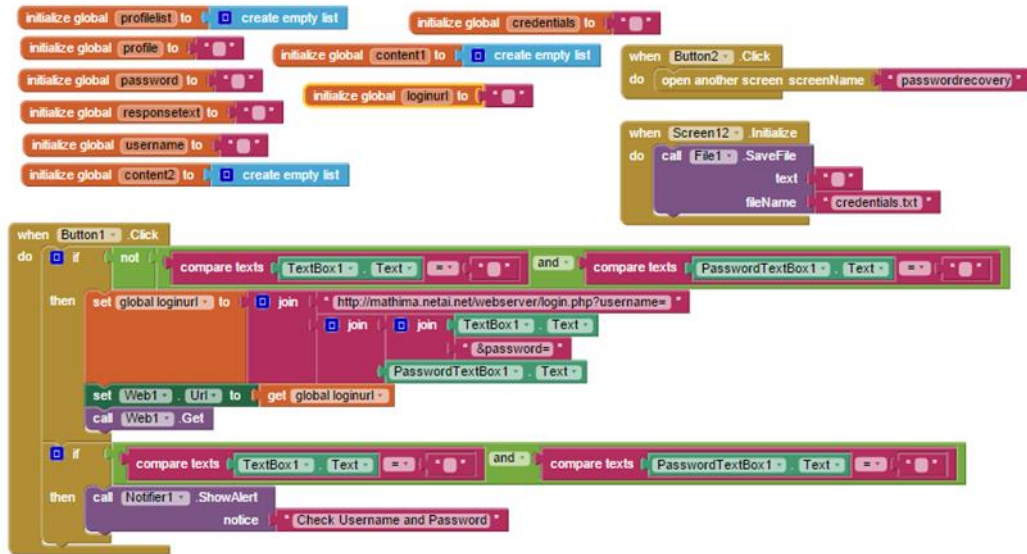 initialize global profilelist to create empty list
initialize global credentials to " "
initialize global profile to " "
initialize global content1 to create empty list
initialize global password to " "
initialize global loginurl to " "
initialize global responsetext to " "
initialize global username to " "
initialize global content2 to create empty list
when Button2 .Click
do open another screen screenName " passwordrecovery "
when Screen12 .Initialize
do call File1 .SaveFile
text " "
fileName " credentials.txt "
when Button1 .Click
do if not compare texts TextBox1 . Text = " " and compare texts PasswordTextBox1 . Text = " "
then set global loginurl to join " http://mathima.netai.net/webserver/login.php?username= "
join join TextBox1 . Text
" &password= "
PasswordTextBox1 . Text
set Web1 . Url to get global loginurl
call Web1 .Get
if compare texts TextBox1 . Text = " " and compare texts PasswordTextBox1 . Text = " "
then call Notifier1 .ShowAlert
notice " Check Username and Password "